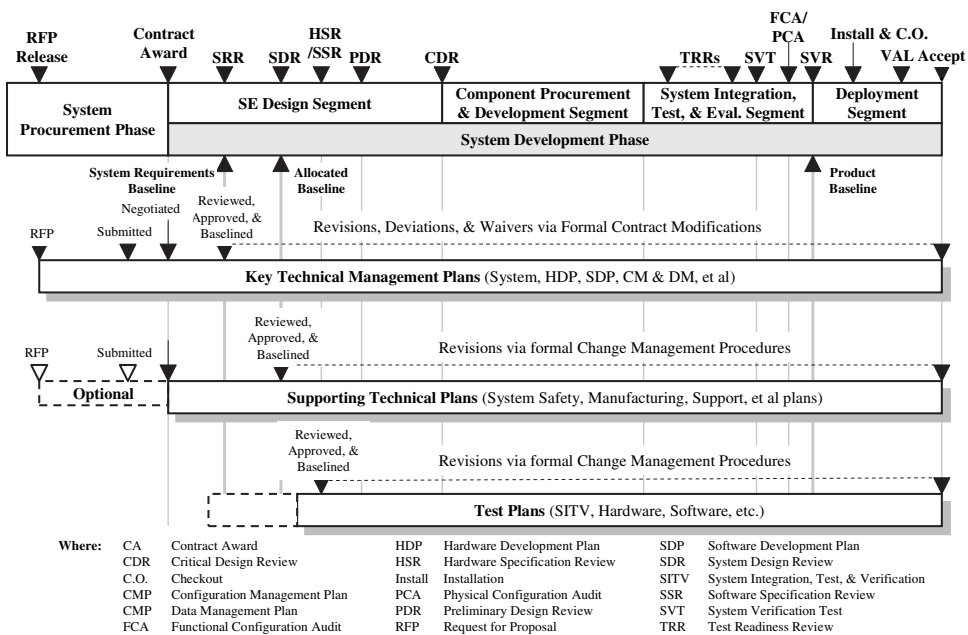 RFP
Release
Contract
Award
SRR
SDR
HSR
/SSR
PDR
CDR
TRRs
SVT
FCA/
PCA
SVR
Install & C.O.
VAL
Accept
System
Procurement Phase
SE Design Segment
Component Procurement
& Development Segment
System Integration,
Test, & Eval. Segment
Deployment
Segment
System Development Phase
System Requirements
Baseline
Allocated
Baseline
Product
Baseline
RFP
Submitted
Negotiated
Reviewed,
Approved, &
Baselined
Revisions, Deviations, & Waivers via Formal Contract Modifications
Key Technical Management Plans (System, HDP, SDP, CM & DM, et al)
RFP
Submitted
Reviewed,
Approved, &
Baselined
Revisions via formal Change Management Procedures
Optional
Supporting Technical Plans (System Safety, Manufacturing, Support, et al plans)
Reviewed,
Approved, &
Baselined
Revisions via formal Change Management Procedures
Test Plans (SITV, Hardware, Software, etc.)
Where: CA Contract Award HDP Hardware Development Plan SDP Software Development Plan
CDR Critical Design Review HSR Hardware Specification Review SDR System Design Review
C.O. Checkout Install Installation SITV System Integration, Test, & Verification
CMP Configuration Management Plan PCA Physical Configuration Audit SSR Software Specification Review
CMP Data Management Plan PDR Preliminary Design Review SVT System Verification Test
FCA Functional Configuration Audit RFP Request for Proposal TRR Test Readiness Review